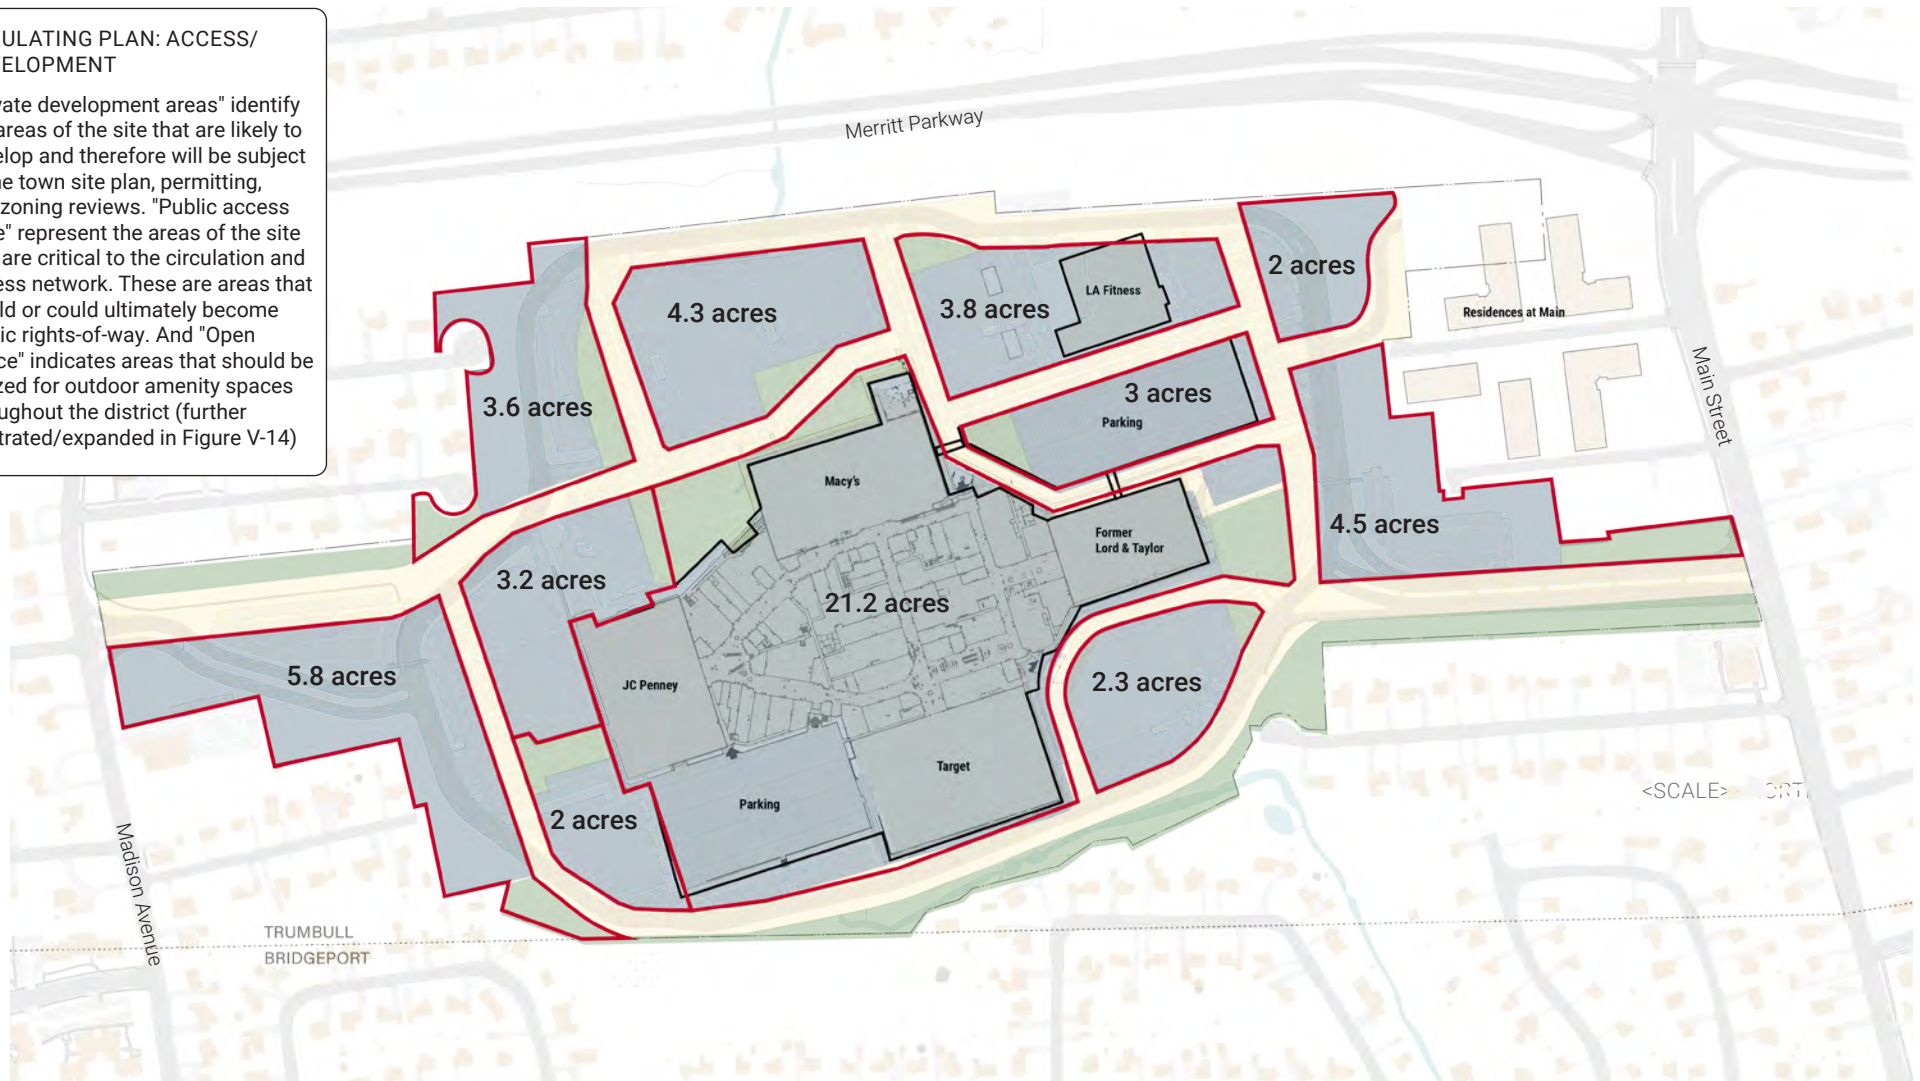 ULATING PLAN: ACCESS/
ELOPMENT
vate development areas" identify
areas of the site that are likely to
elop and therefore will be subject
he town site plan, permitting,
zoning reviews. "Public access
e" represent the areas of the site
are critical to the circulation and
ess network. These are areas that
ld or could ultimately become
ic rights-of-way. And "Open
ce" indicates areas that should be
zed for outdoor amenity spaces
ughout the district (further
trated/expanded in Figure V-14)
Merritt Parkway
2 acres
LA Fitness
4.3 acres
3.8 acres
Residences at Main
Main Street
3.6 acres
3 acres
Parking
Macy's
4.5 acres
Former
Lord & Taylor
3.2 acres
21.2 acres
5.8 acres
JC Penney
2.3 acres
Target
<SCALE>
Parking
2 acres
Madison Avenue
TRUMBULL
BRIDGEPORT